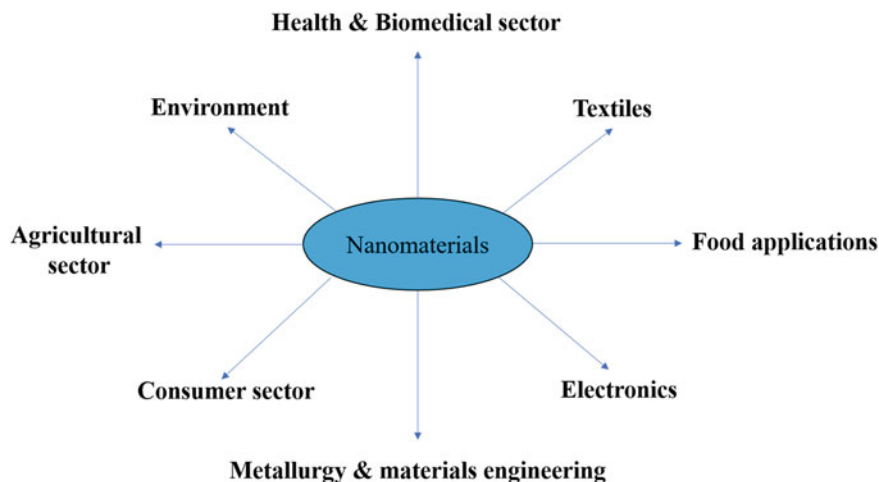 Health & Biomedical sector
Environment
Textiles
Agricultural
sector
Nanomaterials
Food applications
Consumer sector
Electronics
Metallurgy & materials engineering